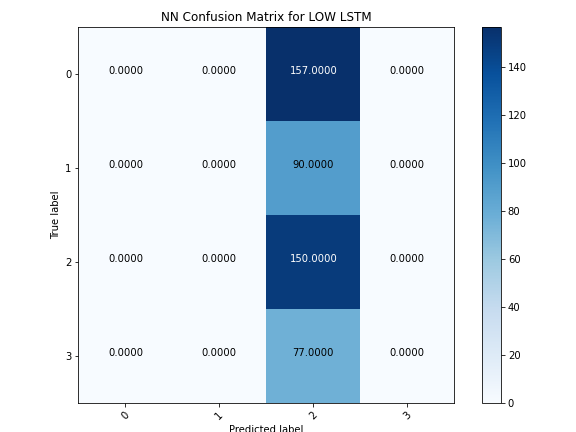 NN Confusion Matrix for LOW LSTM
0 0.0000 0.0000 157.0000 0.0000
1 0.0000 0.0000 90.0000 0.0000
2 0.0000 0.0000 150.0000 0.0000
3 0.0000 0.0000 77.0000 0.0000
0 1 2 3
True label
Predicted label
140
120
100
80
60
40
20
0